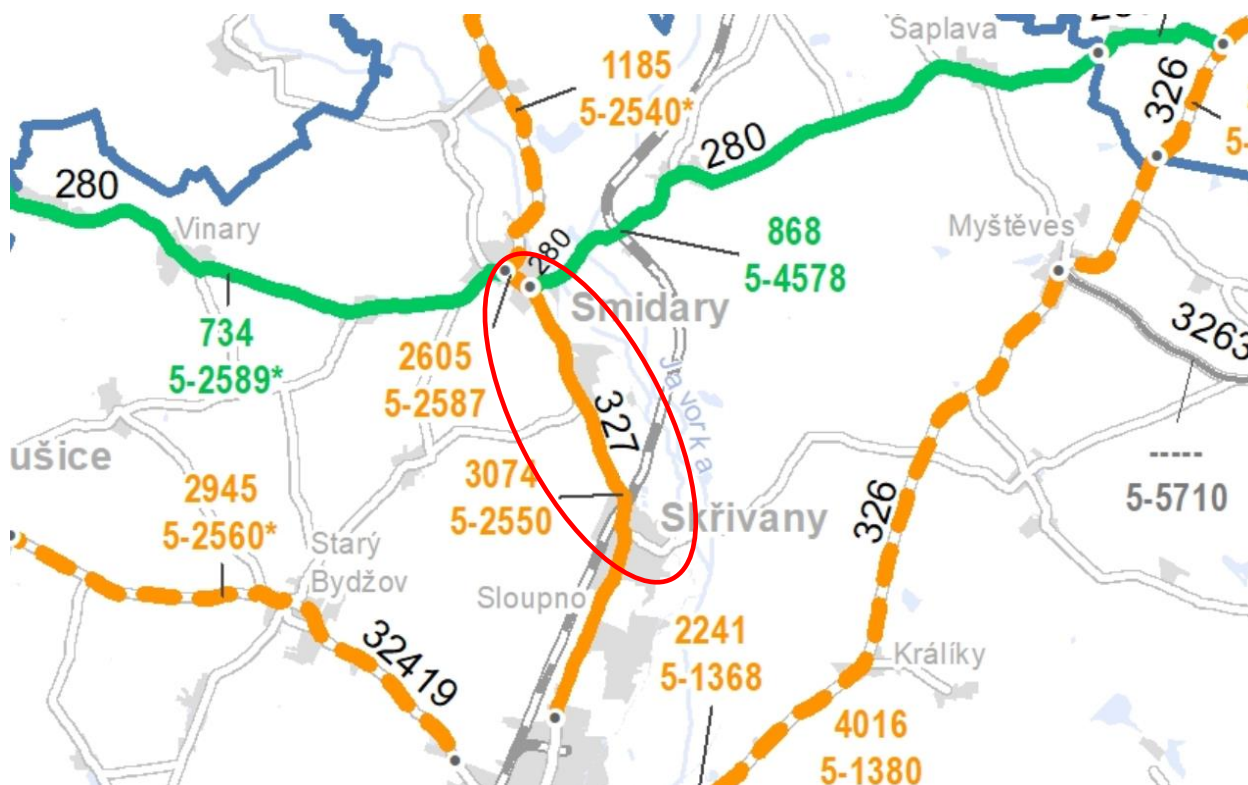 Šaplava
1185
5-2540*
326
280
280
Vinary
280
868
5-4578
Myštěves
734
5-2589*
Smidary
2605
5-2587
3263
Javorka
327
ušice
2945
5-2560*
3074
5-2550
-----
5-5710
Skřivany
326
Starý
Bydžov
Sloupno
32419
2241
5-1368
Králíky
4016
5-1380